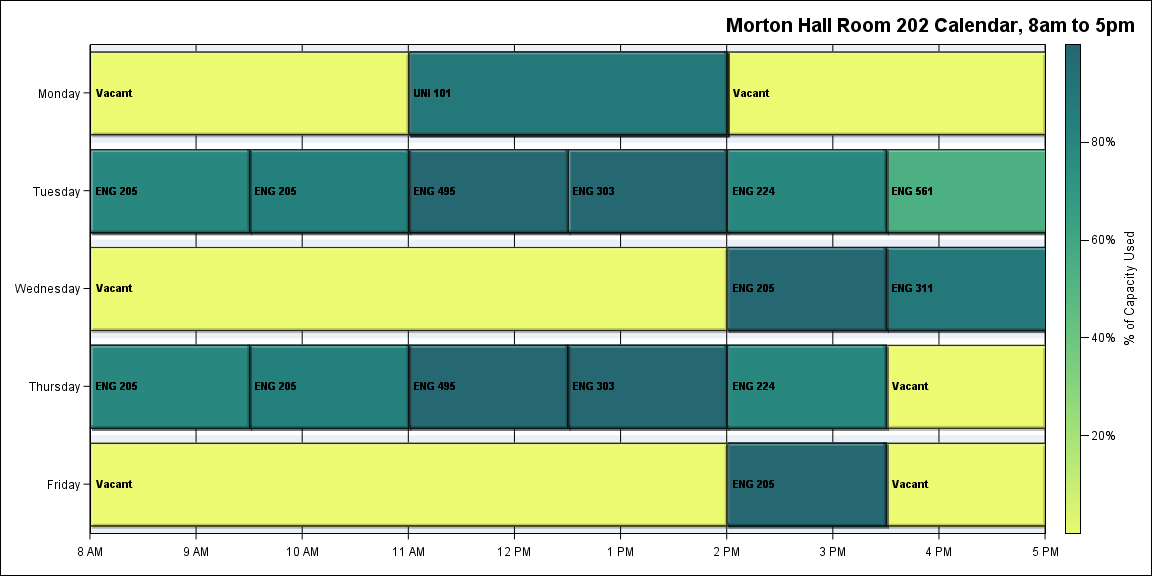 Morton Hall Room 202 Calendar, 8am to 5pm
Monday
Vacant
UNI 101
Vacant
Tuesday
ENG 205
ENG 205
ENG 495
ENG 303
ENG 224
ENG 561
Wednesday
Vacant
ENG 205
ENG 311
Thursday
ENG 205
ENG 205
ENG 495
ENG 303
ENG 224
Vacant
Friday
Vacant
ENG 205
Vacant
8 AM
9 AM
10 AM
11 AM
12 PM
1 PM
2 PM
3 PM
4 PM
5 PM
80%
60%
40%
20%
% of Capacity Used